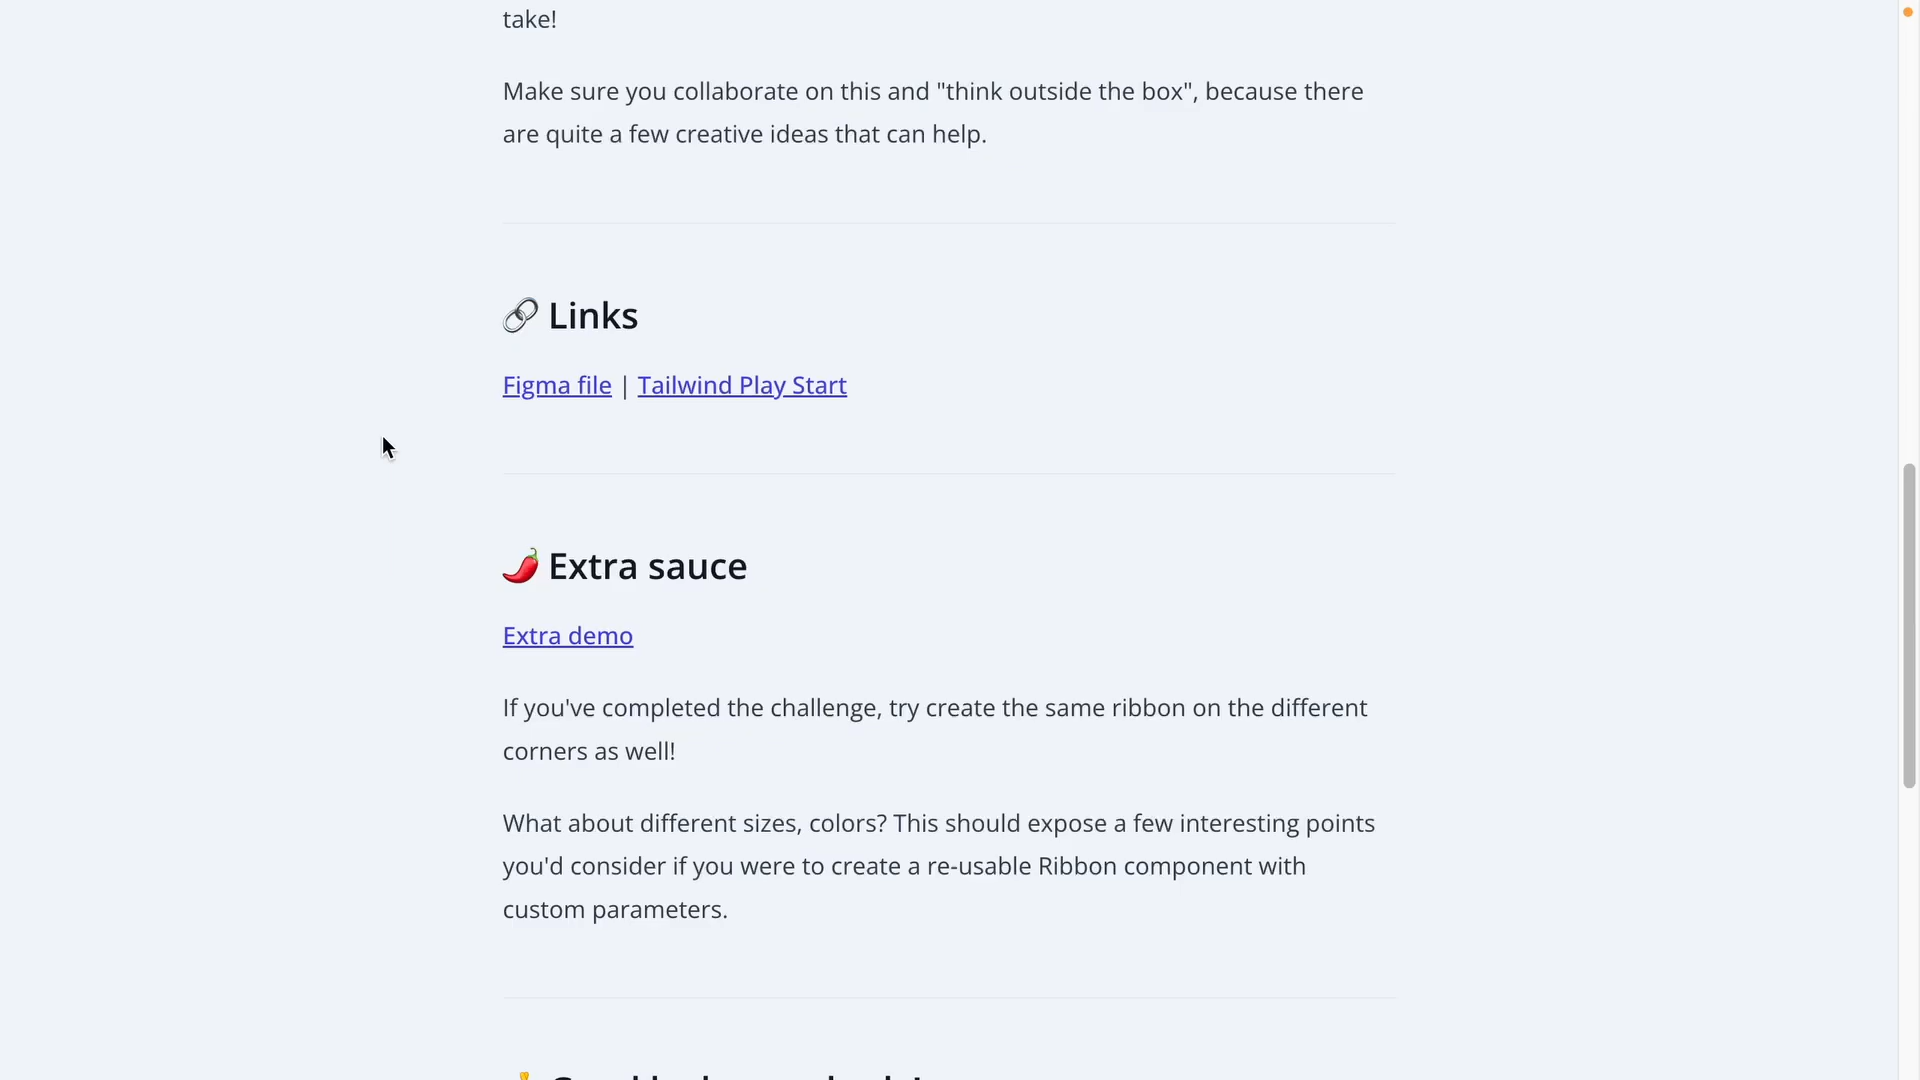 take!
Make sure you collaborate on this and "think outside the box", because there
are quite a few creative ideas that can help.
🔗 Links
Figma file | Tailwind Play Start
🌶️ Extra sauce
Extra demo
If you've completed the challenge, try create the same ribbon on the different
corners as well!
What about different sizes, colors? This should expose a few interesting points
you'd consider if you were to create a re-usable Ribbon component with
custom parameters.